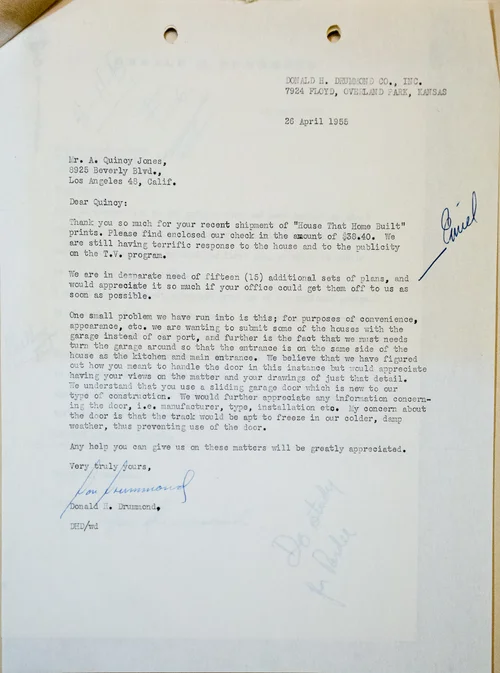 DONALD H. DRUMMOND CO., INC.
7924 FLOYD, OVERLAND PARK, KANSAS
26 April 1955
Mr. A. Quincy Jones,
8925 Beverly Blvd.,
Los Angeles 48, Calif.
Dear Quincy:
Thank you so much for your recent shipment of "House That Home Built"
prints. Please find enclosed our check in the amount of $38.40. We
are still having terrific response to the house and to the publicity
on the T.V. program.
We are in desparate need of fifteen (15) additional sets of plans, and
would appreciate it so much if your office could get them off to us as
soon as possible.
One small problem we have run into is this; for purposes of convenience,
appearance, etc. we are wanting to submit some of the houses with the
garage instead of car port, and further is the fact that we must needs
turn the garage around so that the entrance is on the same side of the
house as the kitchen and main entrance. We believe that we have figured
out how you meant to handle the door in this instance but would appreciate
having your views on the matter and your drawings of just that detail.
We understand that you use a sliding garage door which is new to our
type of construction. We would further appreciate any information concern-
ing the door, i.e. manufacturer, type, installation etc. My concern about
the door is that the track would be apt to freeze in our colder, damp
weather, thus preventing use of the door.
Any help you can give us on these matters will be greatly appreciated.
Very truly yours,
Don Drummond
Donald H. Drummond,
DHD/wd
Do study
for